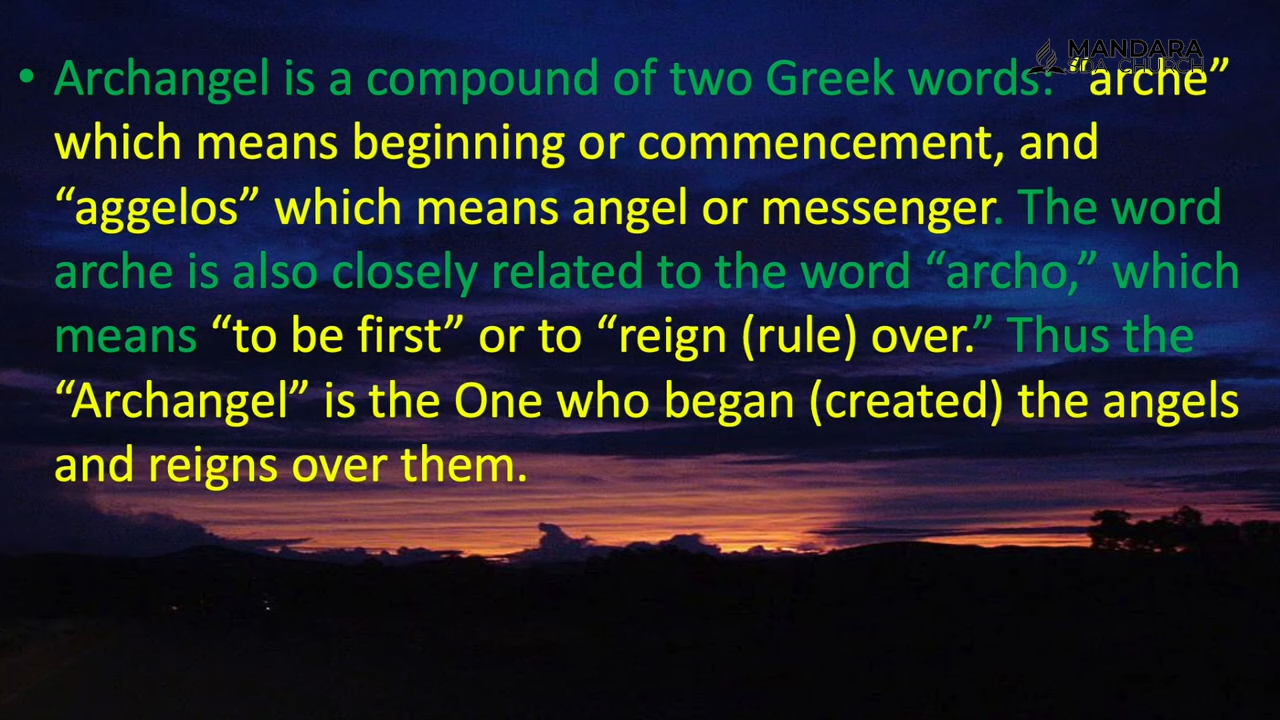 MANDARA
SDA CHURCH
• Archangel is a compound of two Greek words: “arche”
which means beginning or commencement, and
“aggelos” which means angel or messenger. The word
arche is also closely related to the word “archo,” which
means “to be first” or to “reign (rule) over.” Thus the
“Archangel” is the One who began (created) the angels
and reigns over them.